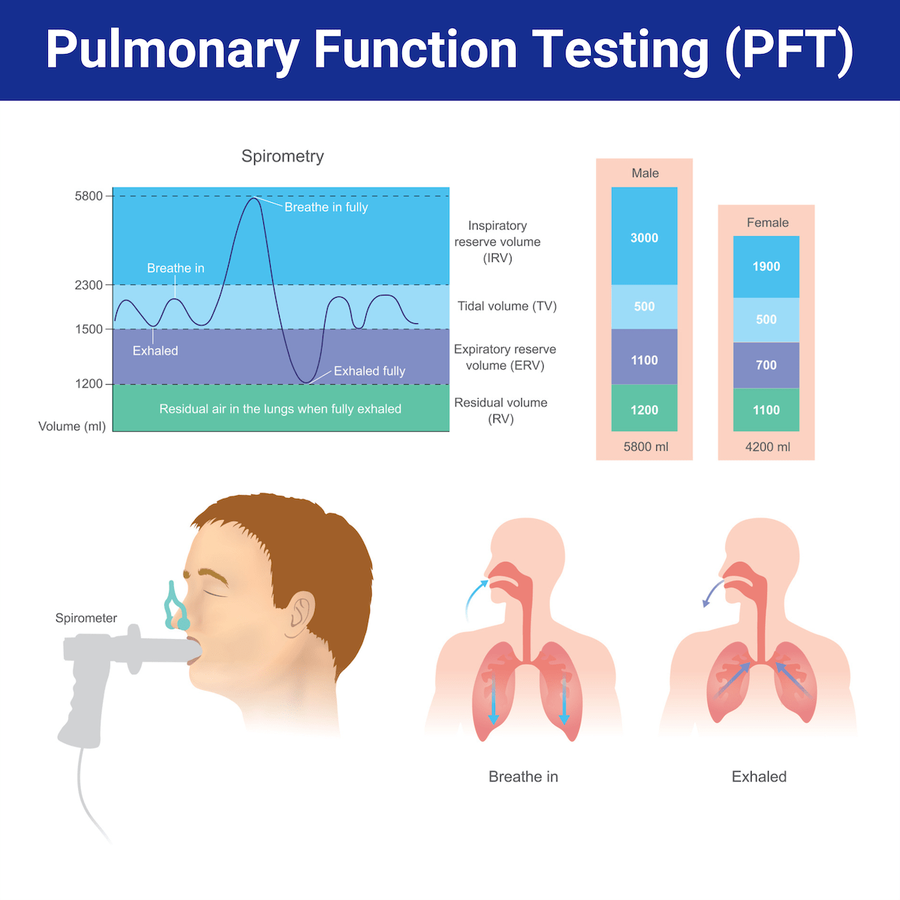 Pulmonary Function Testing (PFT)
Spirometry
5800
2300
1500
1200
Volume (ml)
Breathe in fully
Breathe in
Exhaled
Exhaled fully
Residual air in the lungs when fully exhaled
Inspiratory
reserve volume
(IRV)
Tidal volume (TV)
Expiratory reserve
volume (ERV)
Residual volume
(RV)
Male
3000
500
1100
1200
5800 ml
Female
1900
500
700
1100
4200 ml
Spirometer
Breathe in
Exhaled